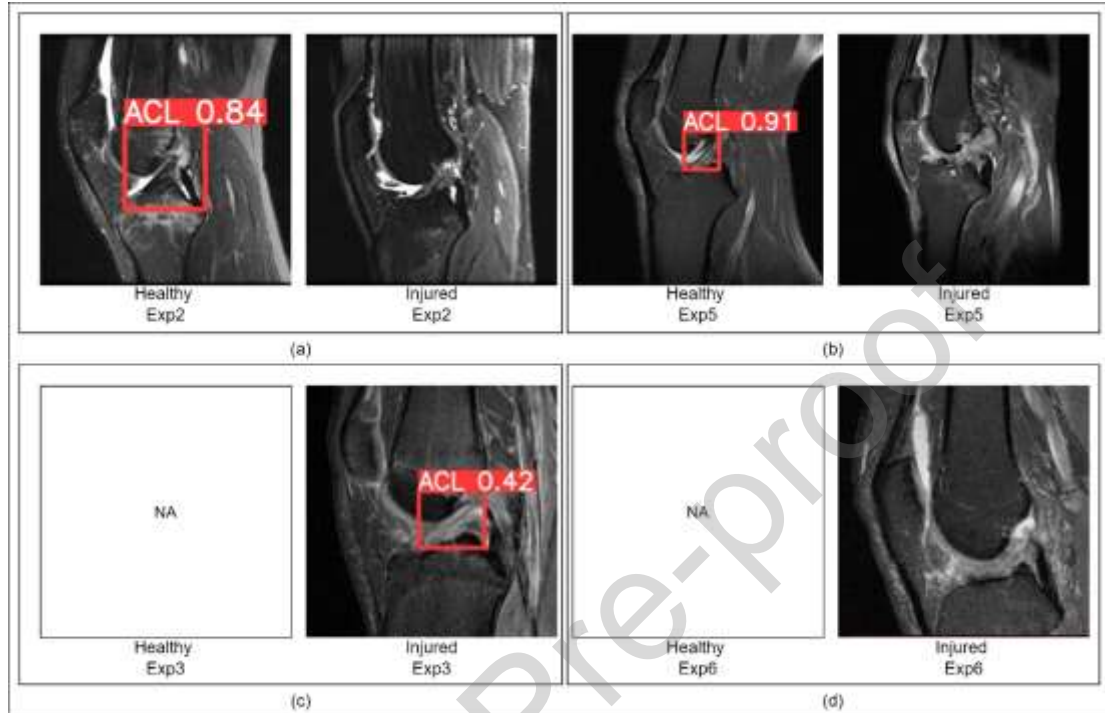 ACL 0.84
ACL 0.91
Healthy
Exp2
Injured
Exp2
Healthy
Exp5
Injured
Exp5
(a)
(b)
NA
ACL 0.42
NA
Healthy
Exp3
Injured
Exp3
Healthy
Exp6
Injured
Exp6
(c)
(d)
Pre-proof